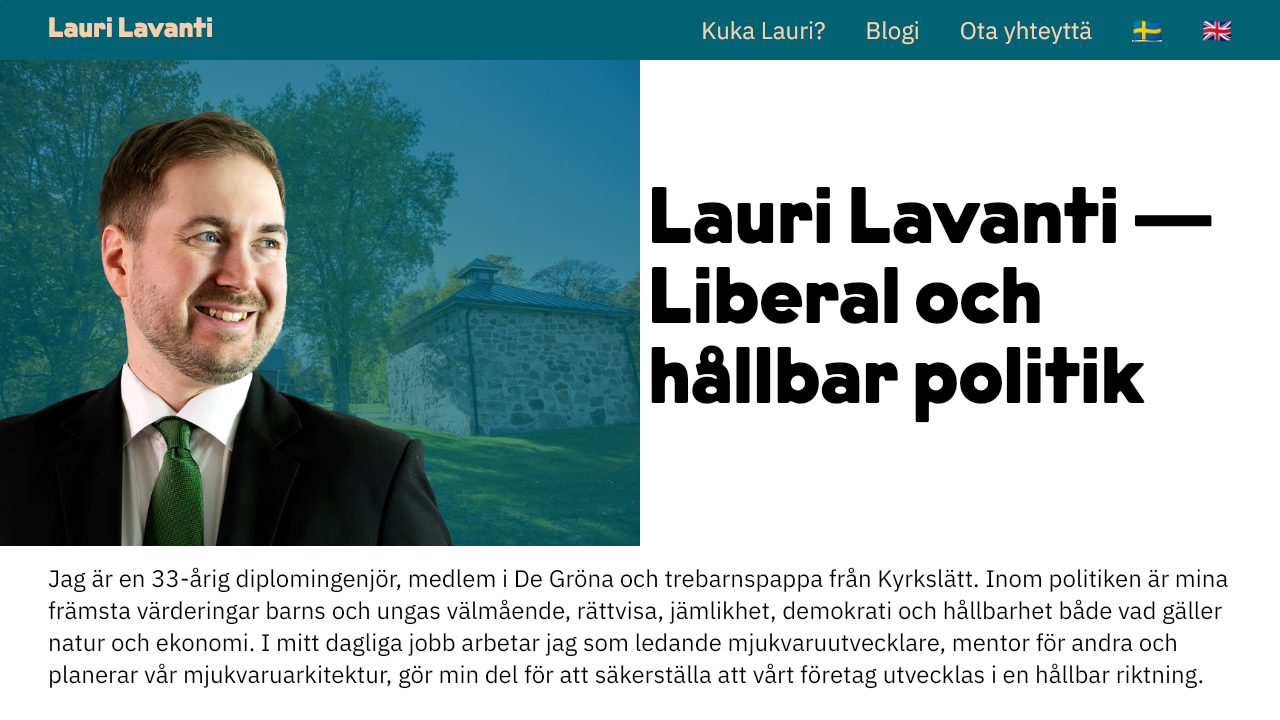 Lauri Lavanti
Kuka Lauri?
Blogi
Ota yhteyttä
Lauri Lavanti —
Liberal och
hållbar politik
Jag är en 33-årig diplomingenjör, medlem i De Gröna och trebarnspappa från Kyrkslätt. Inom politiken är mina
främsta värderingar barns och ungas välmående, rättvisa, jämlikhet, demokrati och hållbarhet både vad gäller
natur och ekonomi. I mitt dagliga jobb arbetar jag som ledande mjukvaruutvecklare, mentor för andra och
planerar vår mjukvaruarkitektur, gör min del för att säkerställa att vårt företag utvecklas i en hållbar riktning.